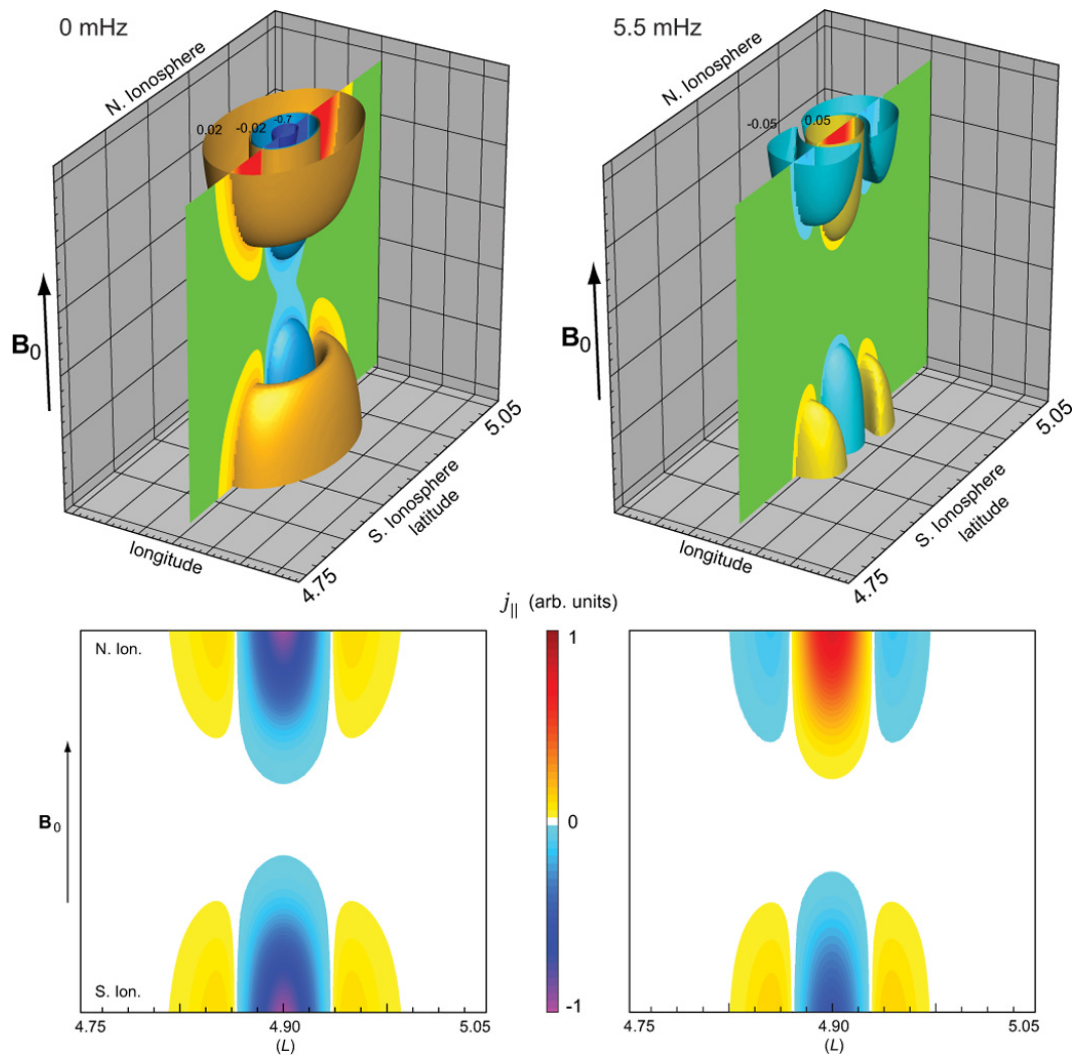 0 mHz
N. Ionosphere
0.02
-0.02
-0.7
B0
5.05
S. Ionosphere
latitude
longitude
4.75
5.5 mHz
N. Ionosphere
-0.05
0.05
B0
5.05
S. Ionosphere
latitude
longitude
4.75
j|| (arb. units)
N. Ion.
B0
S. Ion.
4.75
4.90
5.05
(L)
1
0
-1
4.75
4.90
5.05
(L)